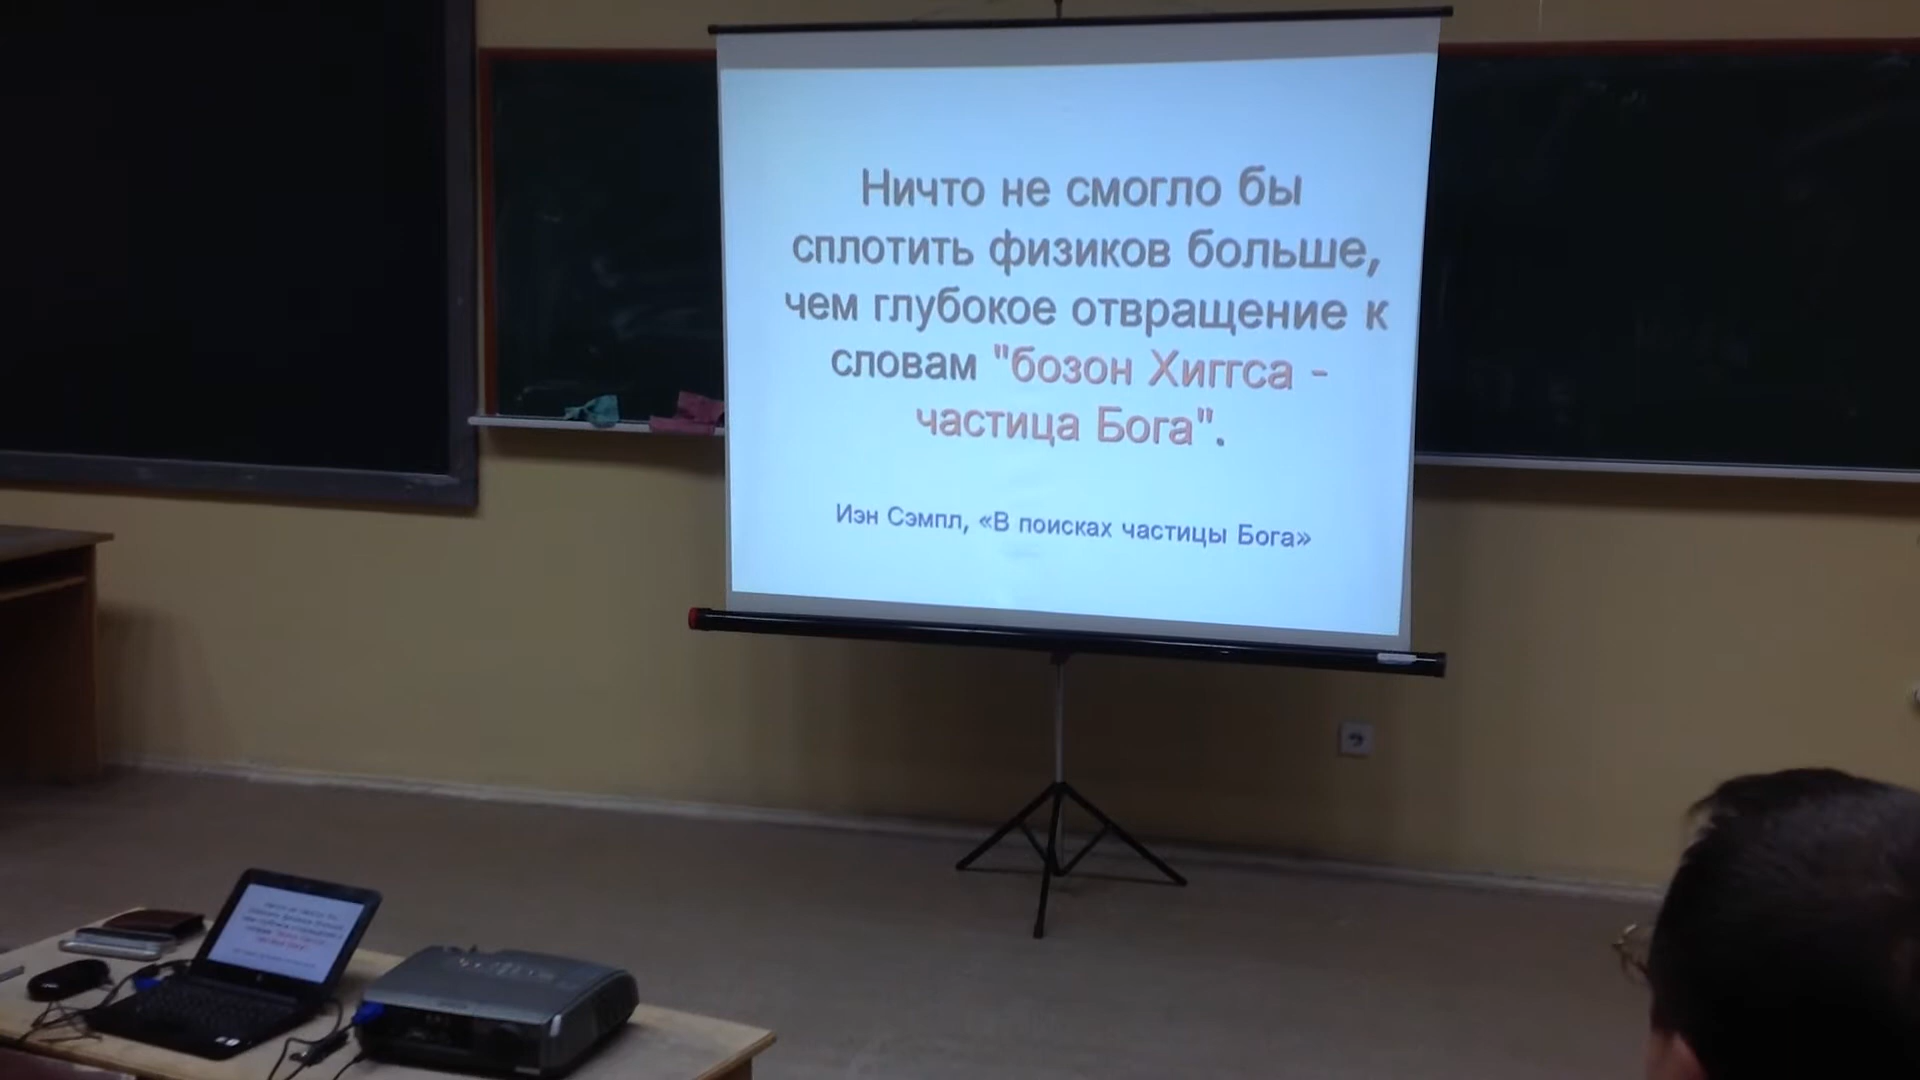 Ничто не смогло бы
сплотить физиков больше,
чем глубокое отвращение к
словам "бозон Хиггса -
частица Бога".
Иэн Сэмпл, «В поисках частицы Бога»